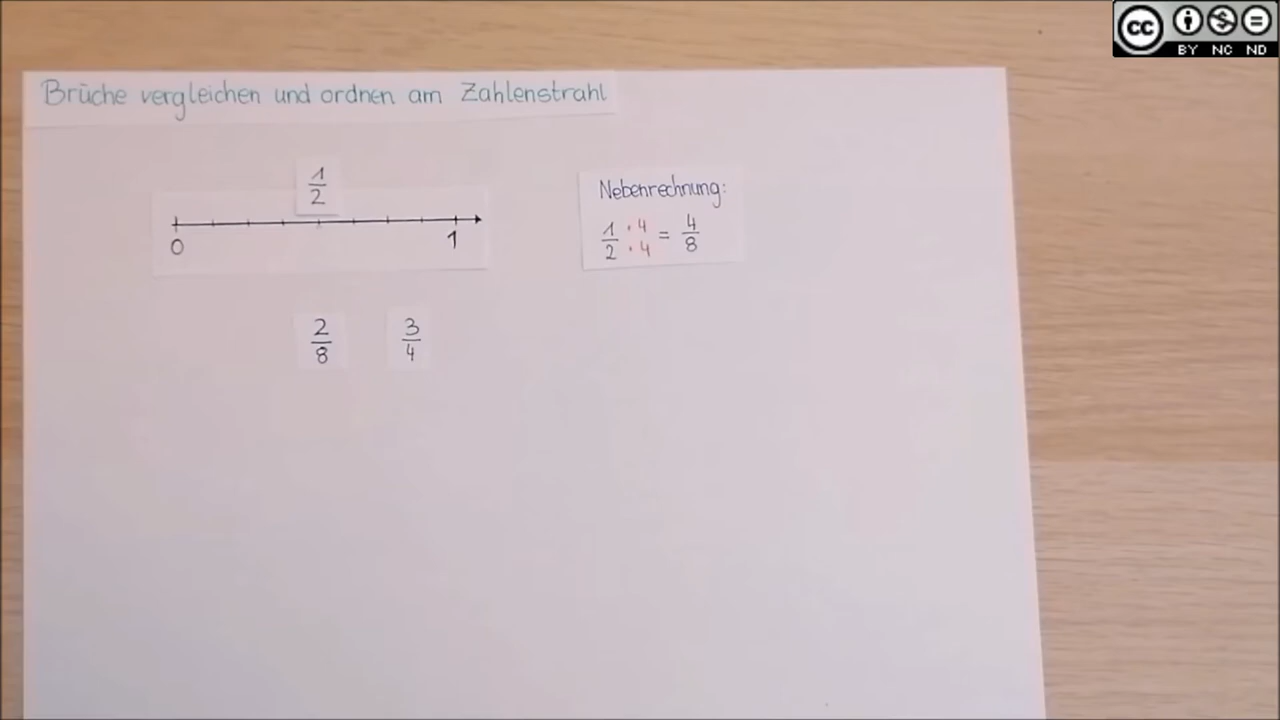 Brüche vergleichen und ordnen am Zahlenstrahl
1/2
0 1
Nebenrechnung:
1/2 · 4 / · 4 = 4/8
2/8 3/4
cc
BY NC ND